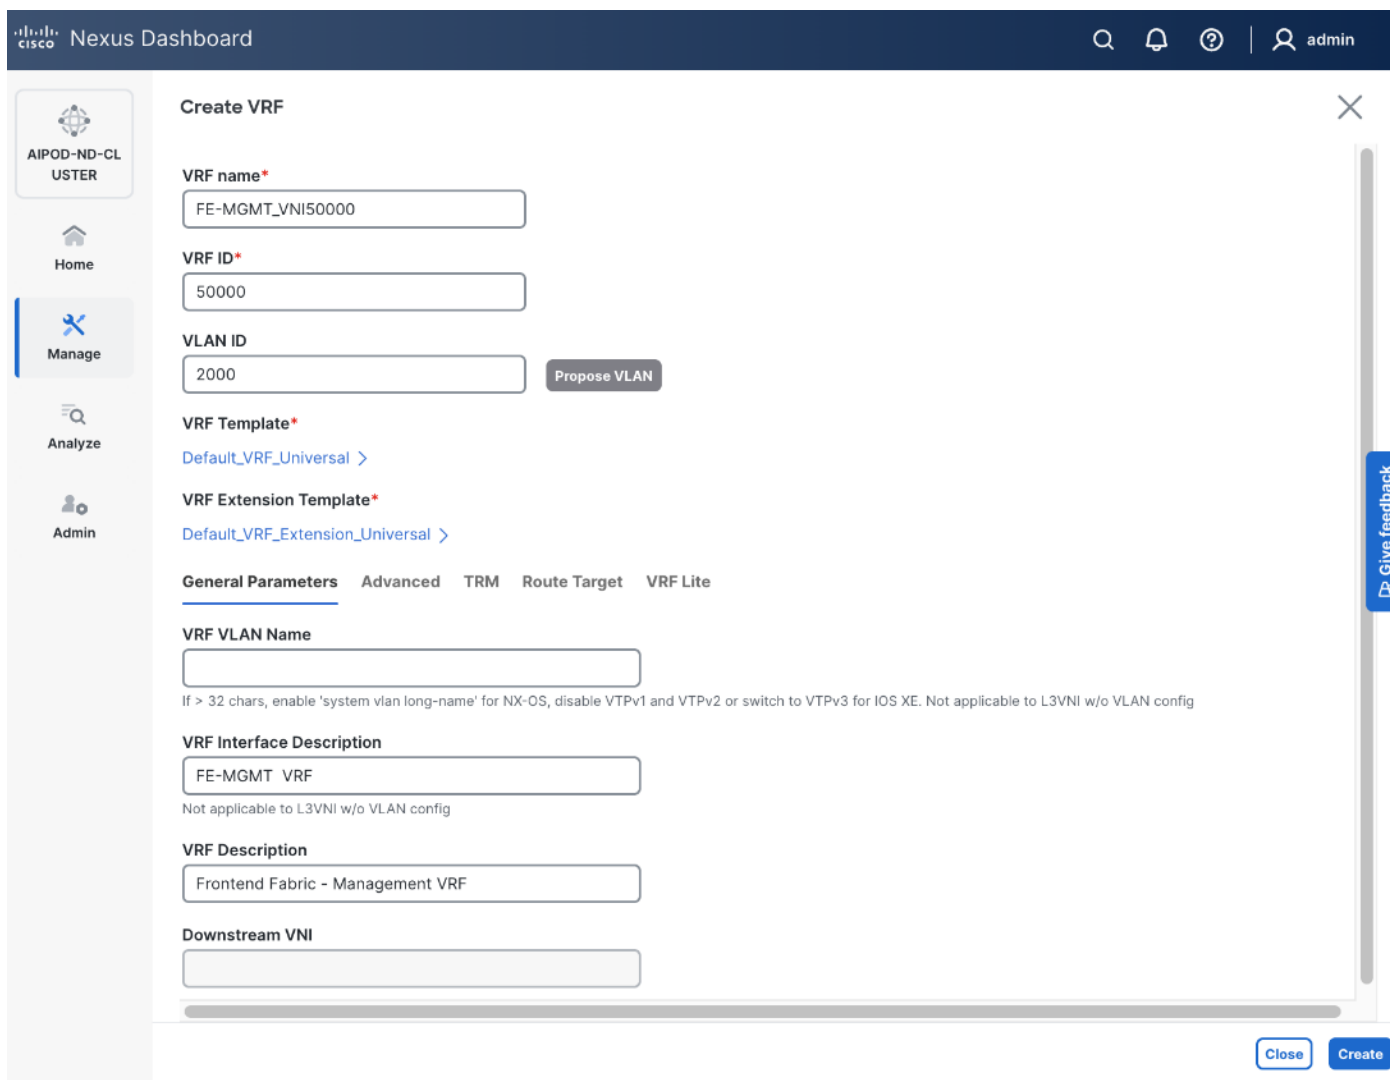 cisco Nexus Dashboard
admin
AIPOD-ND-CL
USTER
Home
Manage
Analyze
Admin
Create VRF
VRF name*
FE-MGMT_VNI50000
VRF ID*
50000
VLAN ID
2000
Propose VLAN
VRF Template*
Default_VRF_Universal
VRF Extension Template*
Default_VRF_Extension_Universal
General Parameters Advanced TRM Route Target VRF Lite
VRF VLAN Name
If > 32 chars, enable 'system vlan long-name' for NX-OS, disable VTPv1 and VTPv2 or switch to VTPv3 for IOS XE. Not applicable to L3VNI w/o VLAN config
VRF Interface Description
FE-MGMT  VRF
Not applicable to L3VNI w/o VLAN config
VRF Description
Frontend Fabric - Management VRF
Downstream VNI
Close
Create
Give feedback